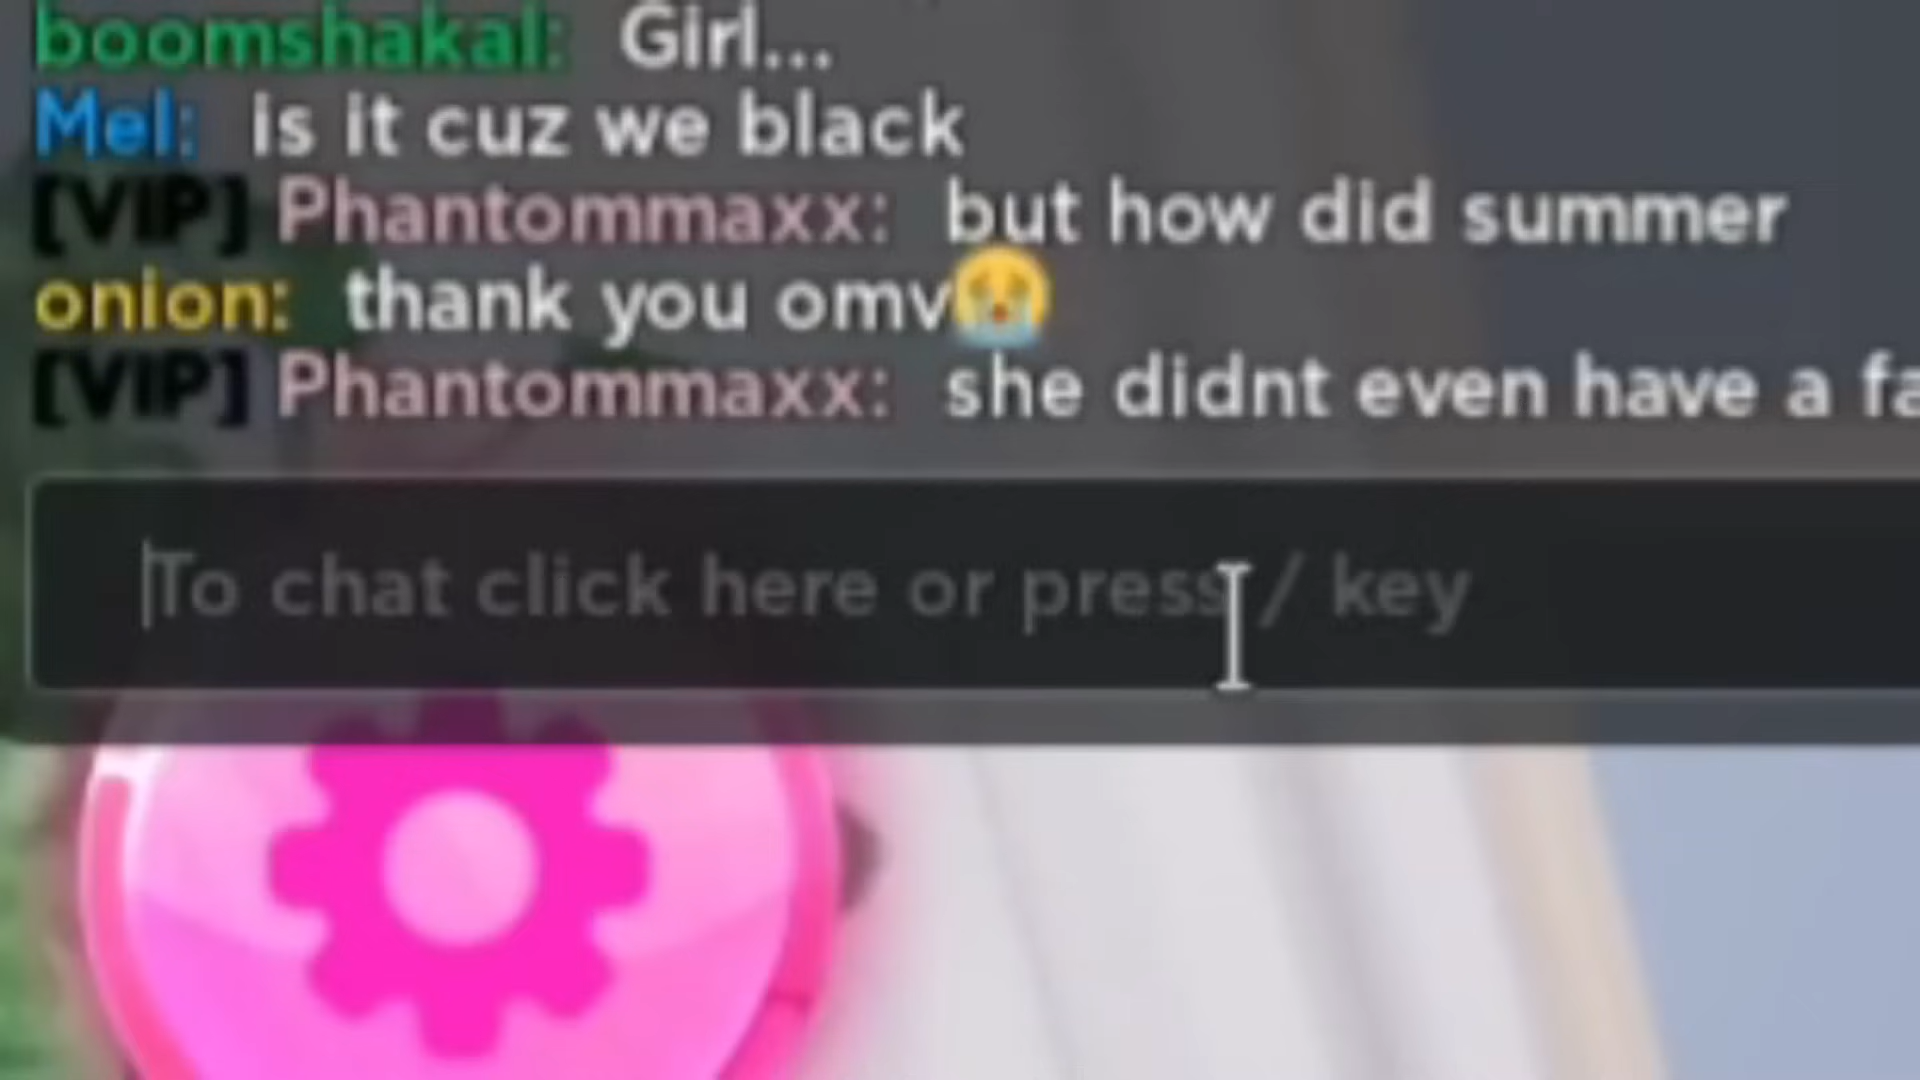 boomshakal: Girl...
Mel: is it cuz we black
[VIP] Phantommaxx: but how did summer
onion: thank you omv😭
[VIP] Phantommaxx: she didnt even have a fa
To chat click here or press / key